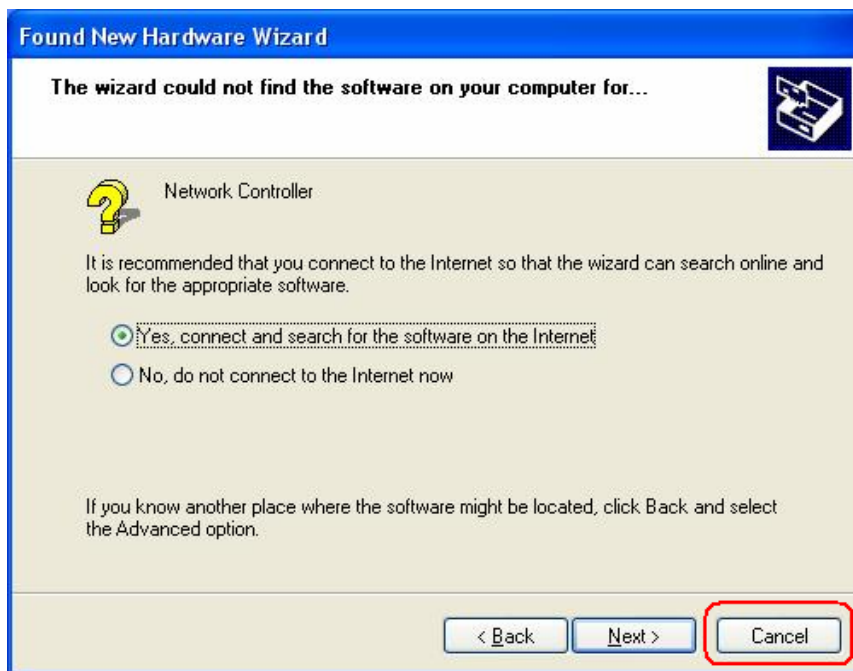 Found New Hardware Wizard
The wizard could not find the software on your computer for...
Network Controller
It is recommended that you connect to the Internet so that the wizard can search online and
look for the appropriate software.
Yes, connect and search for the software on the Internet
No, do not connect to the Internet now
If you know another place where the software might be located, click Back and select
the Advanced option.
< Back Next > Cancel